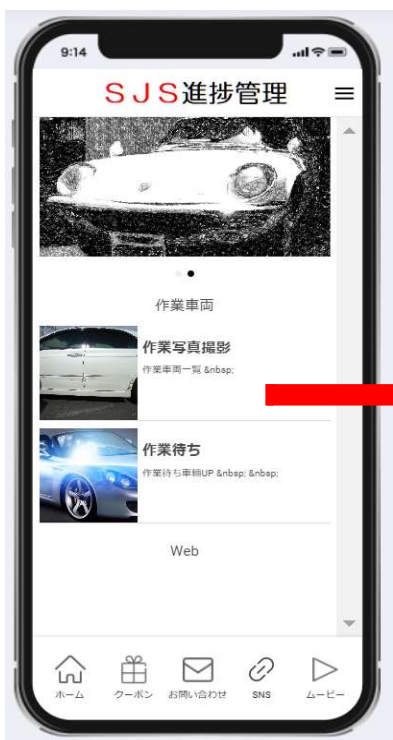 9:14
SJS進捗管理
作業車両
作業写真撮影
作業車両一覧 &nbsp;
作業待ち
作業待ち車輌UP &nbsp; &nbsp;
Web
ホーム
クーポン
お問い合わせ
SNS
ムービー